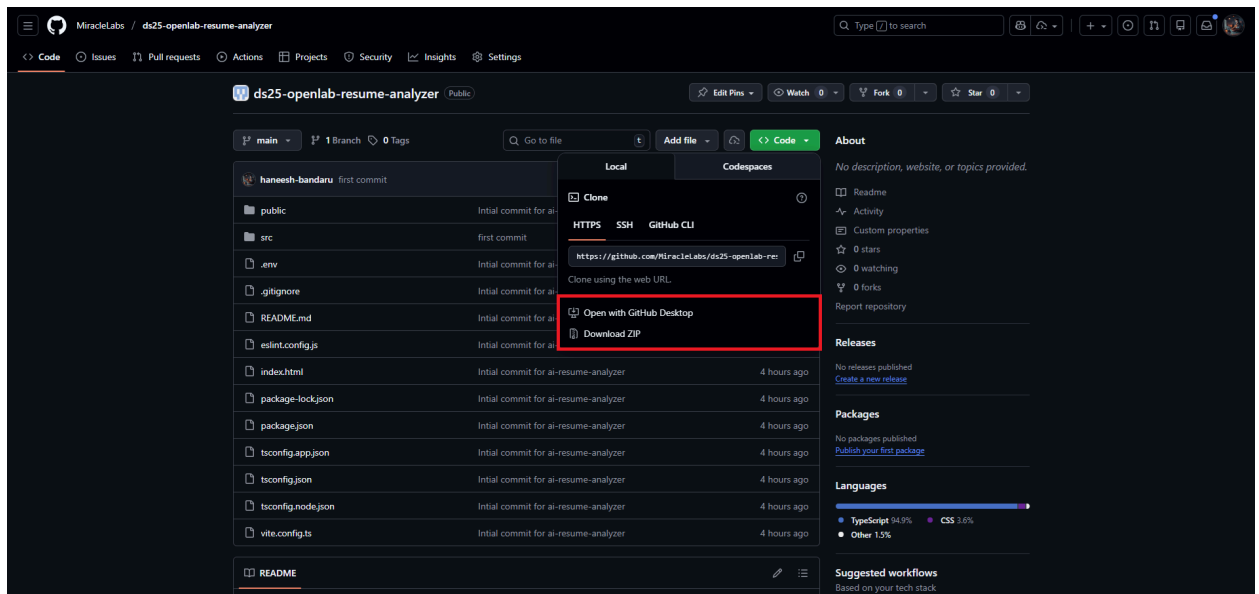 MiracleLabs / ds25-openlab-resume-analyzer
Type / to search
Code Issues Pull requests Actions Projects Security Insights Settings
ds25-openlab-resume-analyzer Public
Edit Pins Watch 0 Fork 0 Star 0
main 1 Branch 0 Tags
Go to file t Add file Code
haneesh-bandaru first commit
public Intial commit for ai-
src first commit
.env Intial commit for ai-
.gitignore Intial commit for ai-
README.md Intial commit for ai-
eslint.config.js Intial commit for ai-
index.html Intial commit for ai-resume-analyzer 4 hours ago
package-lock.json Intial commit for ai-resume-analyzer 4 hours ago
package.json Intial commit for ai-resume-analyzer 4 hours ago
tsconfig.app.json Intial commit for ai-resume-analyzer 4 hours ago
tsconfig.json Intial commit for ai-resume-analyzer 4 hours ago
tsconfig.node.json Intial commit for ai-resume-analyzer 4 hours ago
vite.config.ts Intial commit for ai-resume-analyzer 4 hours ago
README
Local Codespaces
Clone
HTTPS SSH GitHub CLI
https://github.com/MiracleLabs/ds25-openlab-re
Clone using the web URL.
Open with GitHub Desktop
Download ZIP
About
No description, website, or topics provided.
Readme
Activity
Custom properties
0 stars
0 watching
0 forks
Report repository
Releases
No releases published
Create a new release
Packages
No packages published
Publish your first package
Languages
TypeScript 94.9% CSS 3.6%
Other 1.5%
Suggested workflows
Based on your tech stack